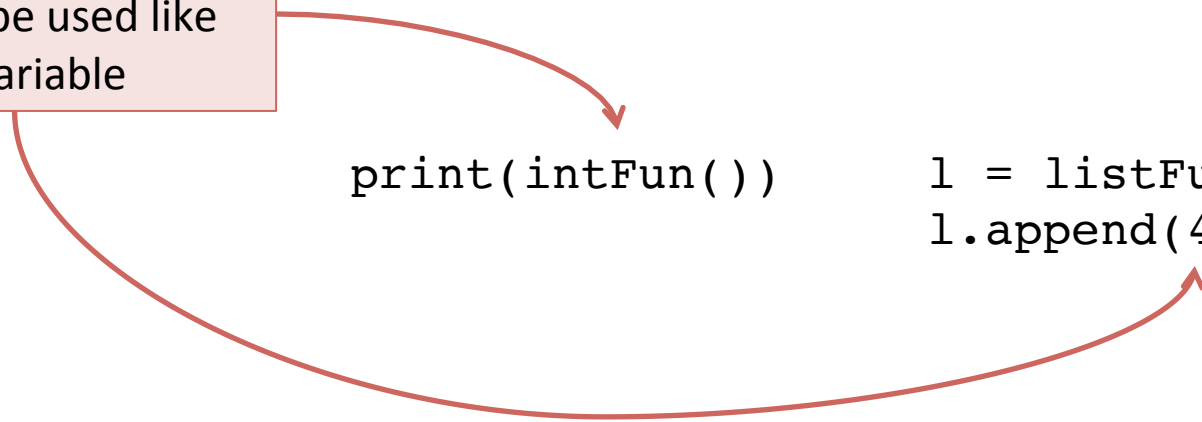 be used like
ariable
print(intFun()) l = listFu
l.append(4